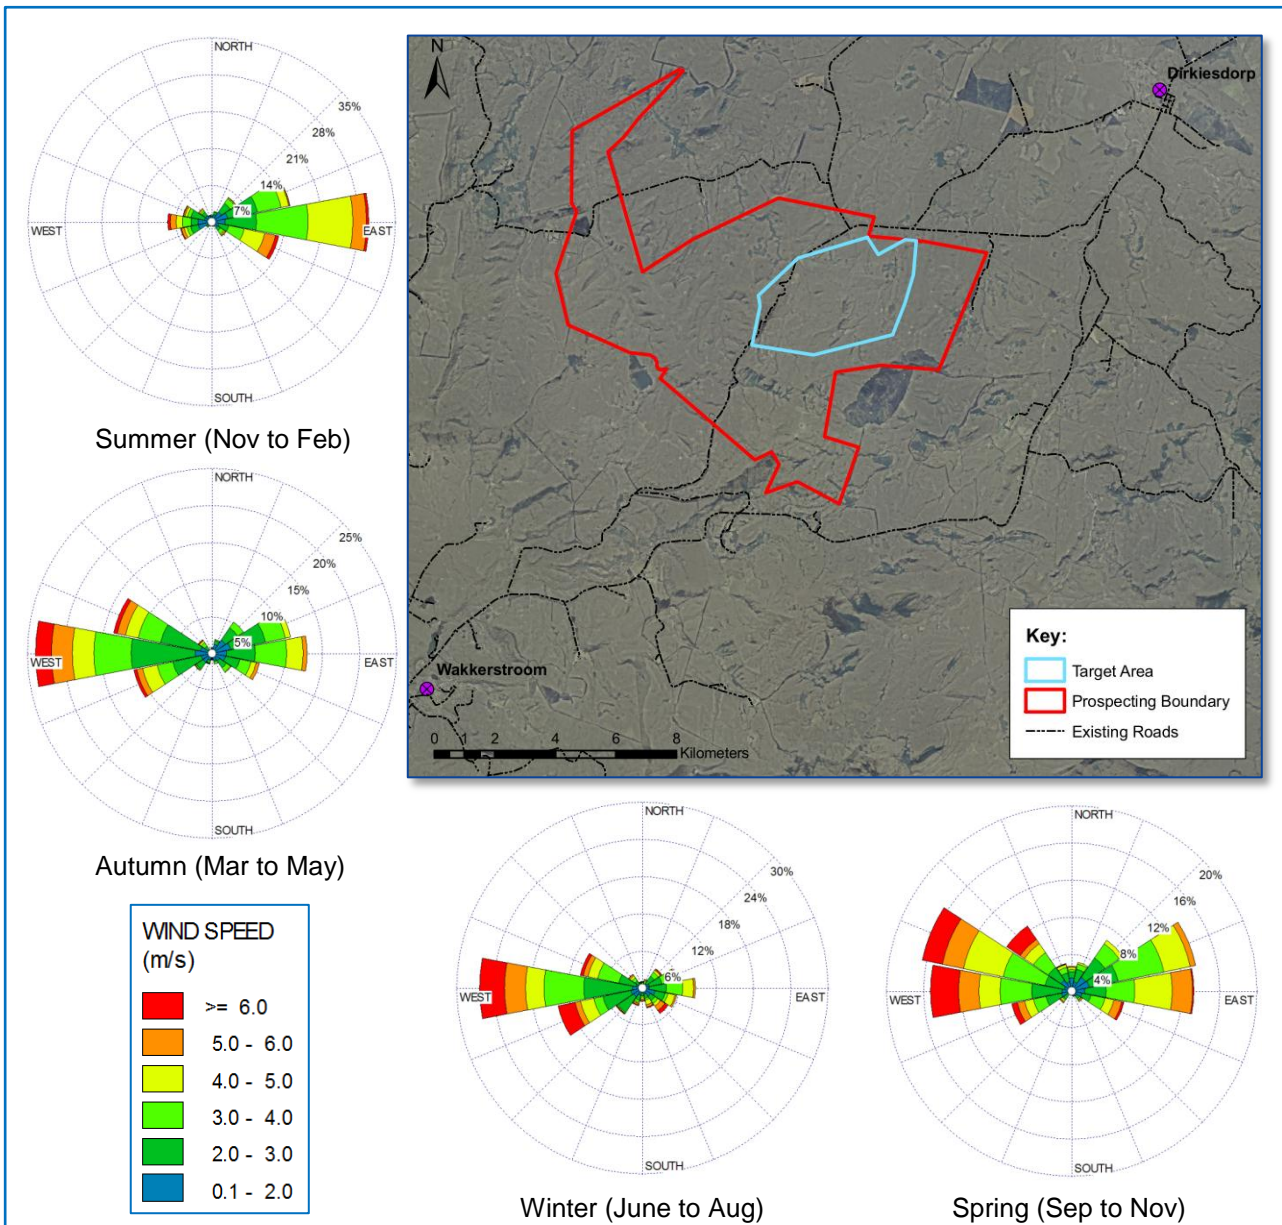 NORTH
35%
28%
21%
14%
7%
WEST
EAST
SOUTH
Summer (Nov to Feb)
NORTH
25%
20%
15%
10%
5%
WEST
EAST
SOUTH
Autumn (Mar to May)
WIND SPEED
(m/s)
>= 6.0
5.0 - 6.0
4.0 - 5.0
3.0 - 4.0
2.0 - 3.0
0.1 - 2.0
N
Dirkiesdorp
Wakkerstroom
0 1 2 4 6 8
Kilometers
Key:
Target Area
Prospecting Boundary
Existing Roads
NORTH
30%
24%
18%
12%
6%
WEST
EAST
SOUTH
Winter (June to Aug)
NORTH
20%
16%
12%
8%
4%
WEST
EAST
SOUTH
Spring (Sep to Nov)